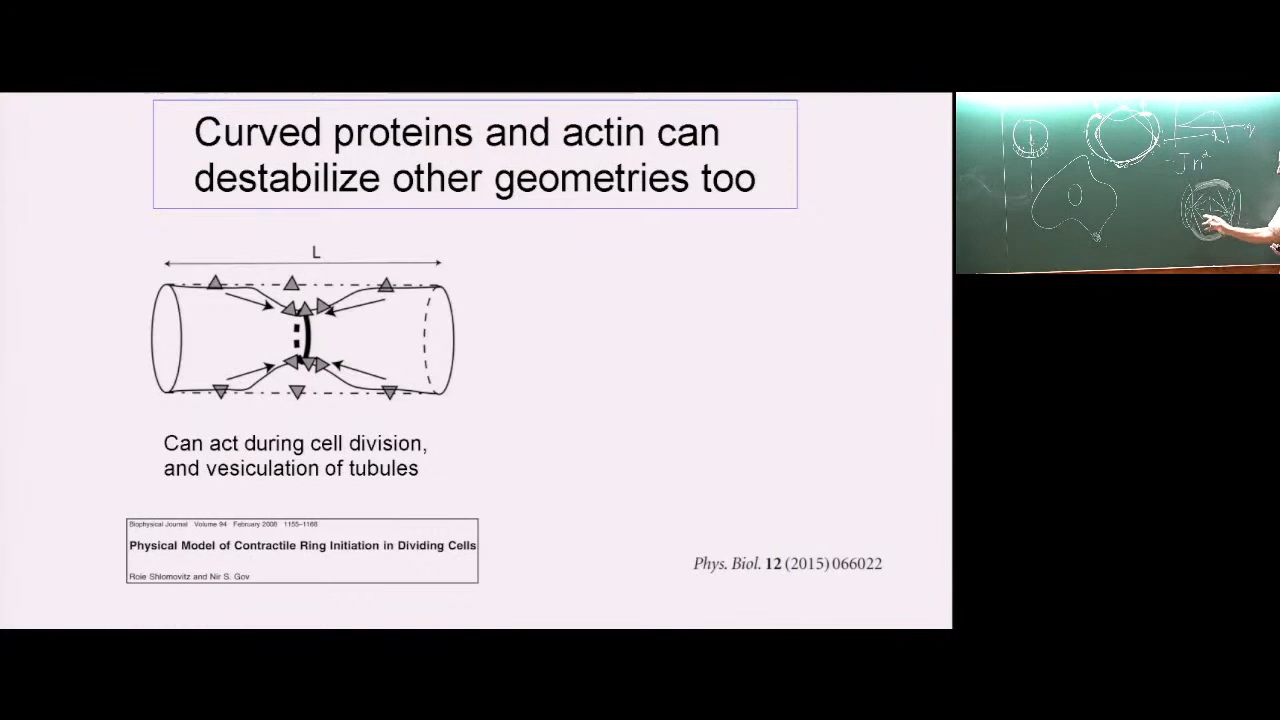 Curved proteins and actin can
destabilize other geometries too
L
Can act during cell division,
and vesiculation of tubules
Biophysical Journal Volume 94 February 2008 1155–1168
Physical Model of Contractile Ring Initiation in Dividing Cells
Roie Shlomovitz and Nir S. Gov
Phys. Biol. 12 (2015) 066022